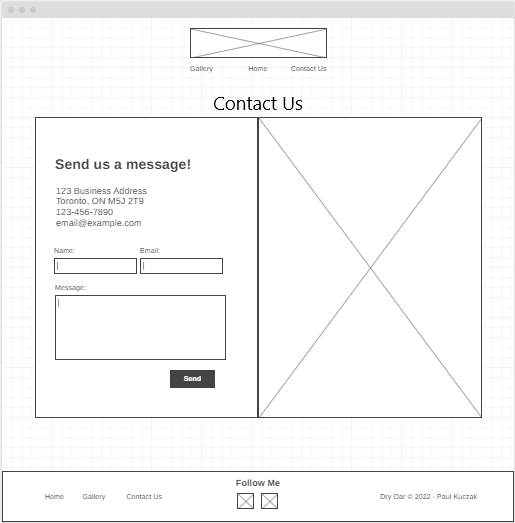 Gallery Home Contact Us
Contact Us
Send us a message!
123 Business Address
Toronto, ON M5J 2T9
123-456-7890
email@example.com
Name: Email:
Message:
Send
Follow Me
Home Gallery Contact Us
Dry Oar © 2022 - Paul Kuczak